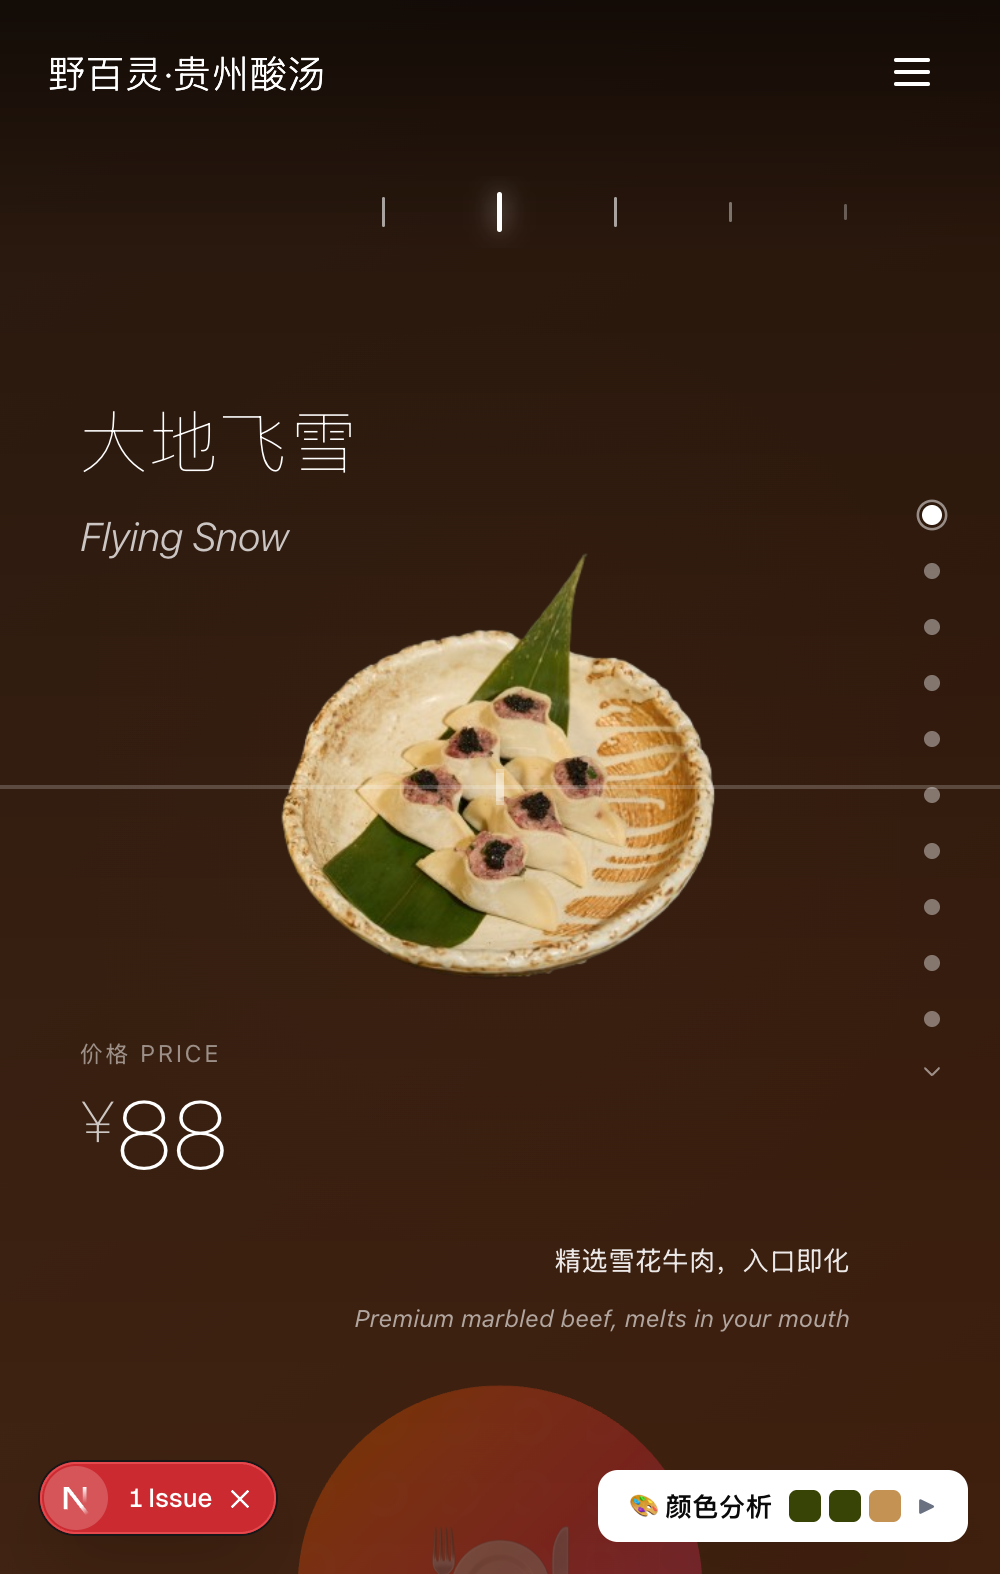 野百灵·贵州酸汤
大地飞雪
Flying Snow
价格 PRICE
¥88
精选雪花牛肉，入口即化
Premium marbled beef, melts in your mouth
N 1 Issue
颜色分析